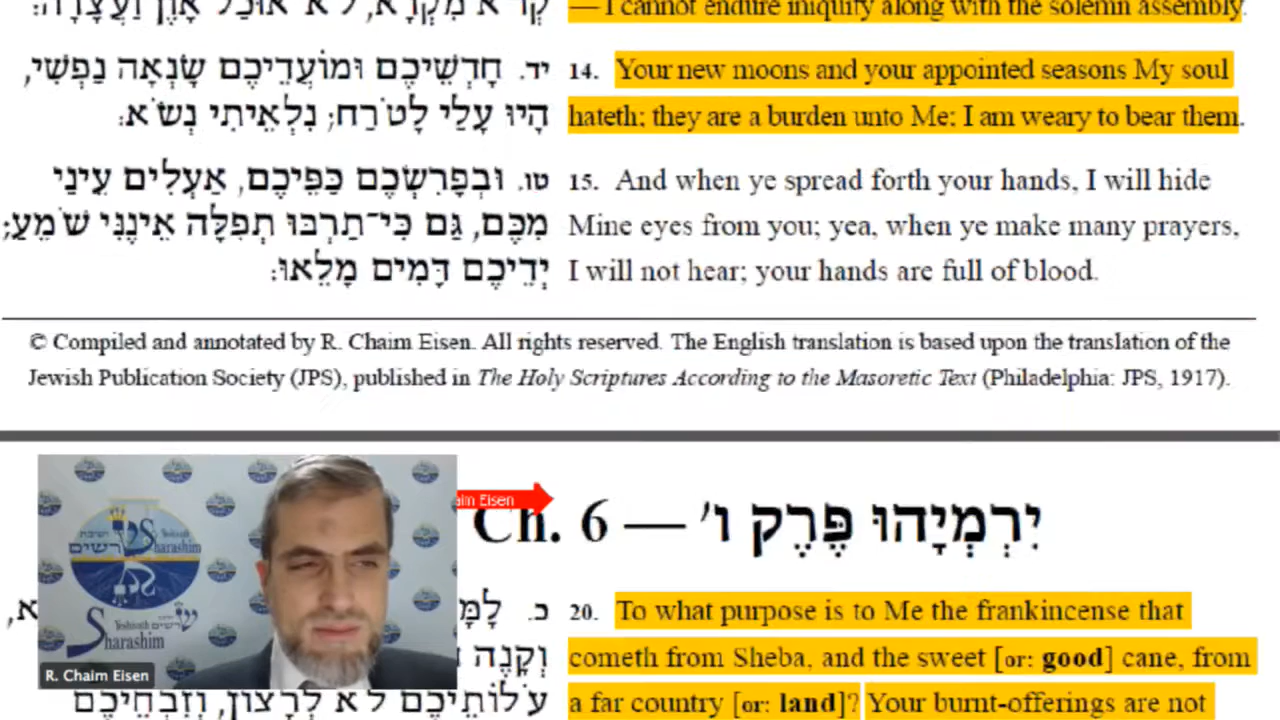 קְרֹא מִקְרָא, לֹא אוּכַל אָוֶן וַעֲצָרָה:
— I cannot endure iniquity along with the solemn assembly.
יד. חָדְשֵׁיכֶם וּמוֹעֲדֵיכֶם שָׂנְאָה נַפְשִׁי,
הָיוּ עָלַי לָטֹרַח; נִלְאֵיתִי נְשֹׂא:
14. Your new moons and your appointed seasons My soul
hateth; they are a burden unto Me; I am weary to bear them.
טו. וּבְפָרִשְׂכֶם כַּפֵּיכֶם, אַעְלִים עֵינַי
מִכֶּם, גַּם כִּי־תַרְבּוּ תְפִלָּה אֵינֶנִּי שֹׁמֵעַ;
יְדֵיכֶם דָּמִים מָלֵאוּ:
15. And when ye spread forth your hands, I will hide
Mine eyes from you; yea, when ye make many prayers,
I will not hear; your hands are full of blood.
© Compiled and annotated by R. Chaim Eisen. All rights reserved. The English translation is based upon the translation of the
Jewish Publication Society (JPS), published in The Holy Scriptures According to the Masoretic Text (Philadelphia: JPS, 1917).
Ch. 6 — יִרְמְיָהוּ פֶּרֶק ו'
Eisen
כ. לָמָּ
וְקָנֶה
עֹלוֹתֵיכֶם לֹא לְרָצוֹן, וְזִבְחֵיכֶם
20. To what purpose is to Me the frankincense that
cometh from Sheba, and the sweet [or: good] cane, from
a far country [or: land]? Your burnt-offerings are not
ישיבת
שרשים
Yeshivath
Sharashim
Yeshivath
Sharashim
R. Chaim Eisen